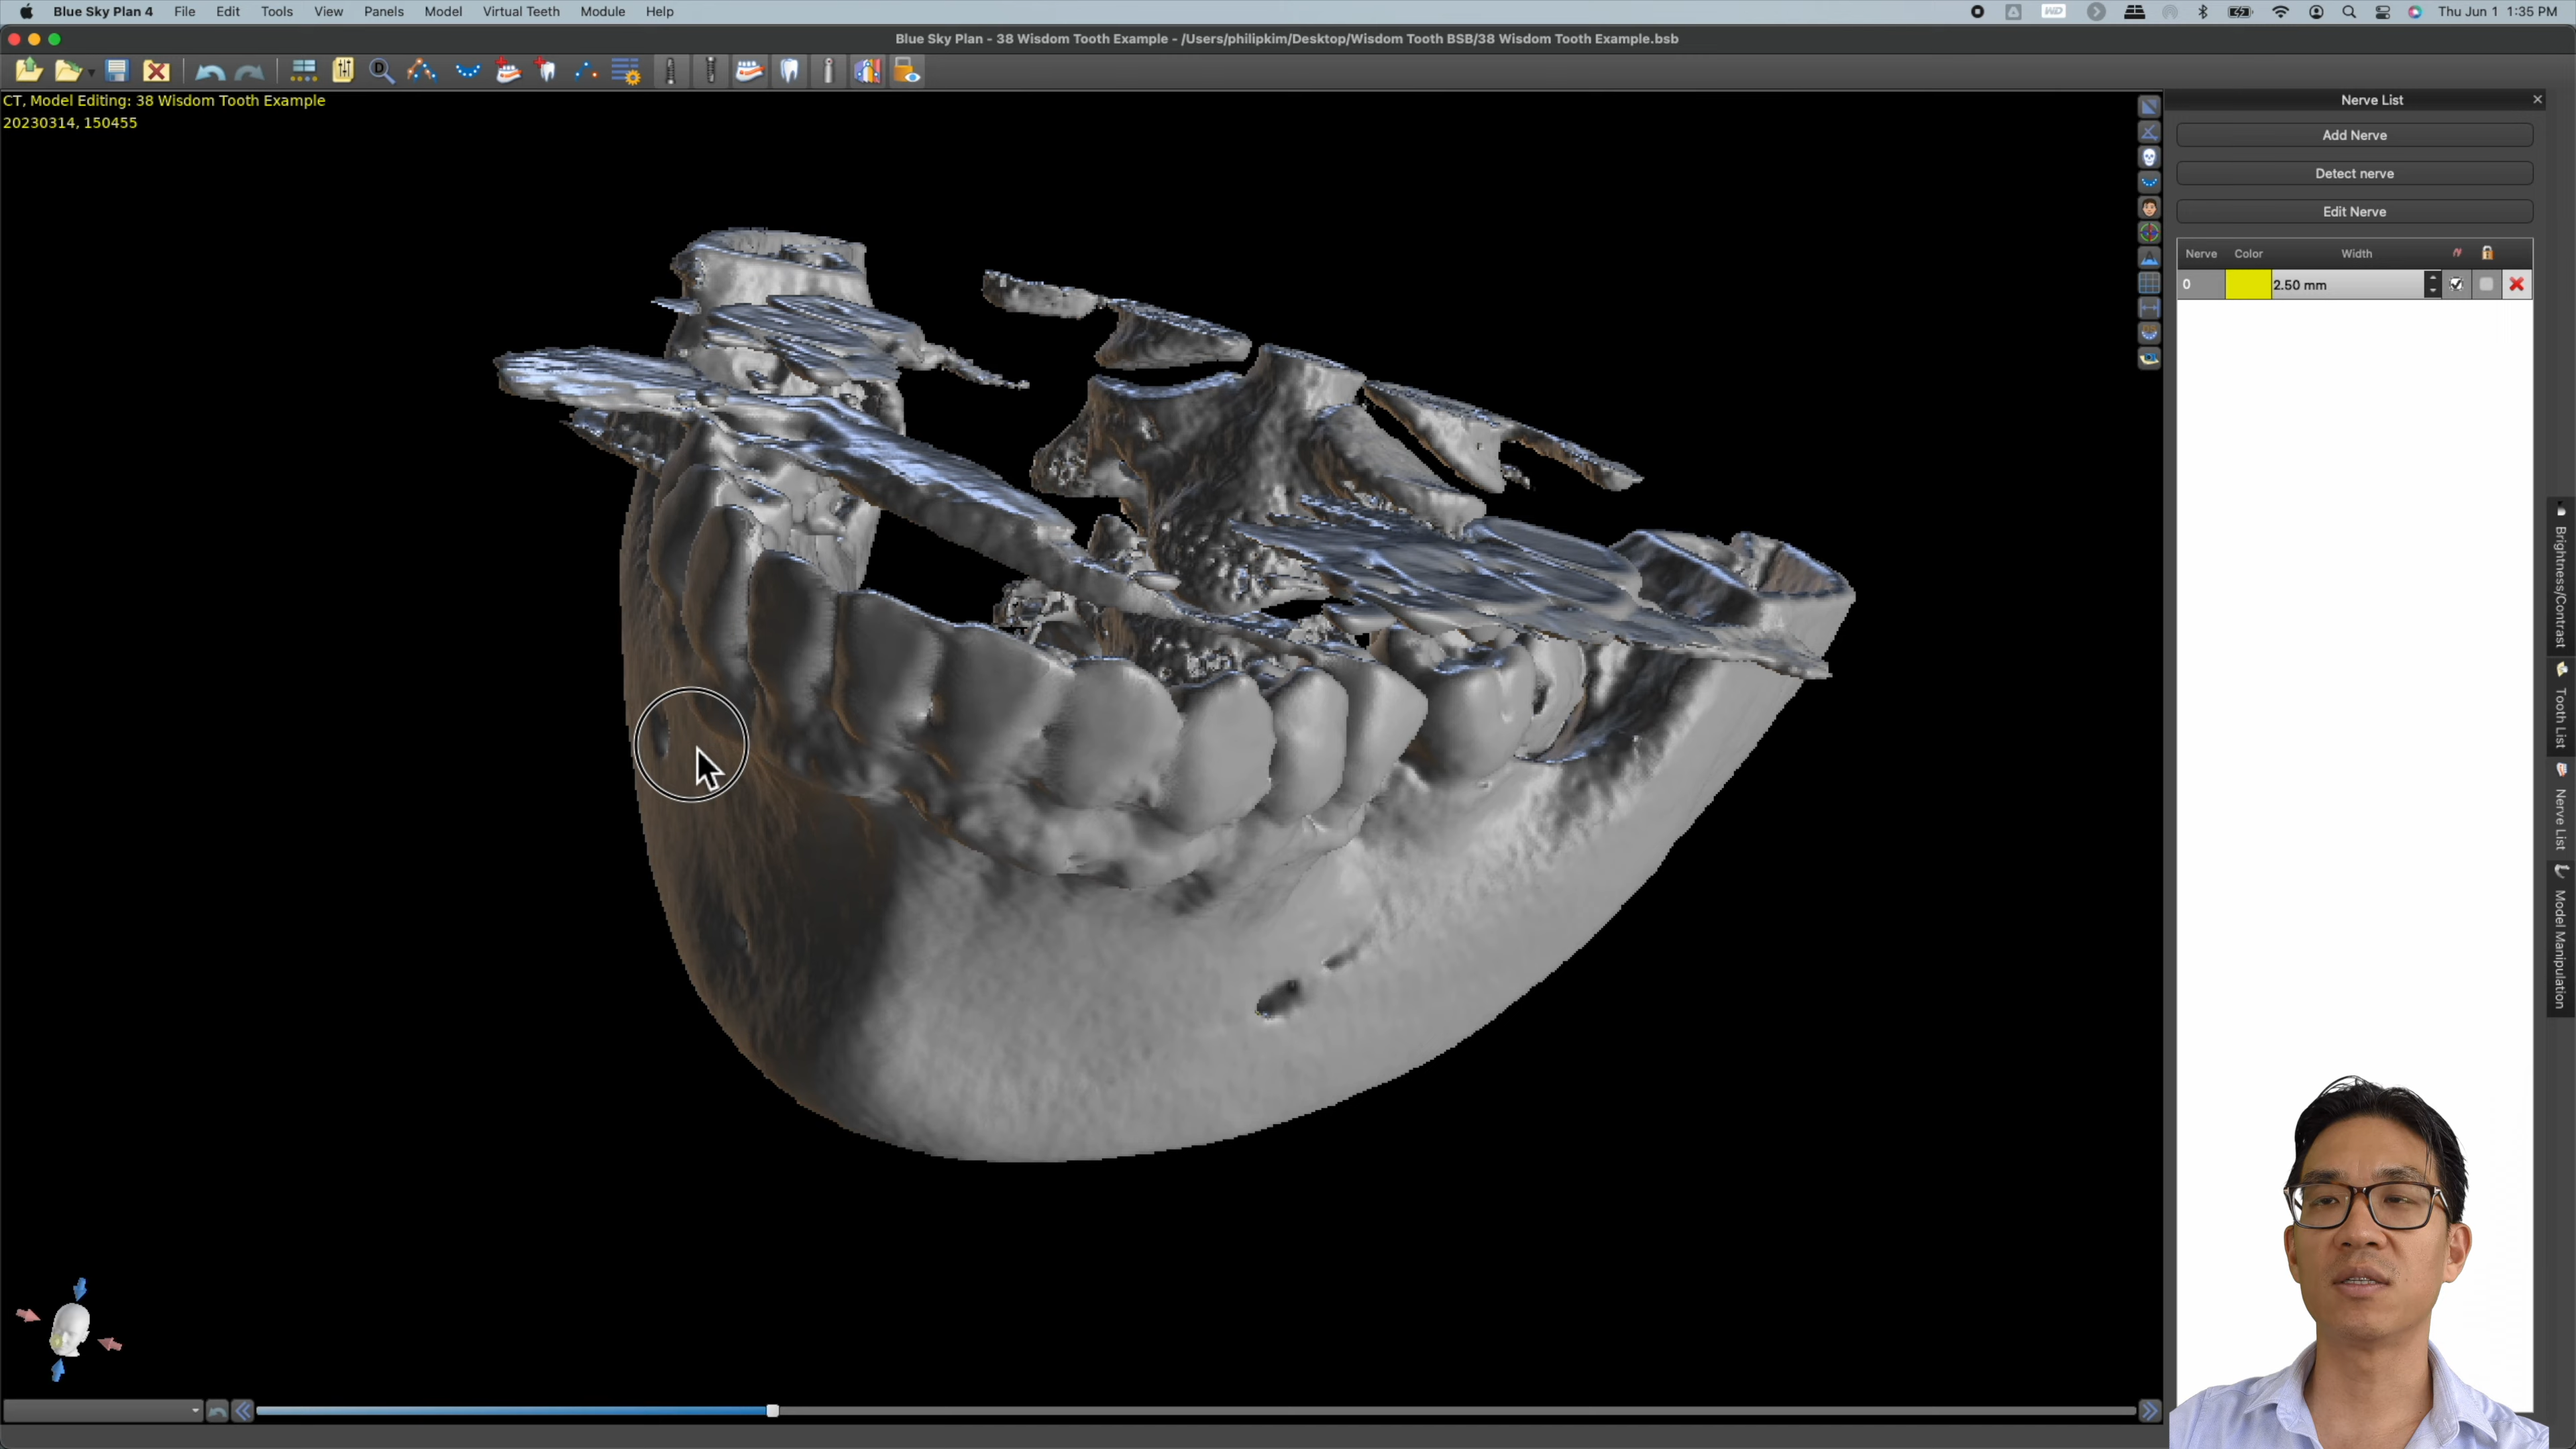 Blue Sky Plan 4 File Edit Tools View Panels Model Virtual Teeth Module Help WD Thu Jun 1 1:35 PM
Blue Sky Plan - 38 Wisdom Tooth Example - /Users/philipkim/Desktop/Wisdom Tooth BSB/38 Wisdom Tooth Example.bsb
D
CT, Model Editing: 38 Wisdom Tooth Example
20230314, 150455
Nerve List
Add Nerve
Detect nerve
Edit Nerve
Nerve Color Width
0 2.50 mm
Brightness/Contrast
Tooth List
Nerve List
Model Manipulation